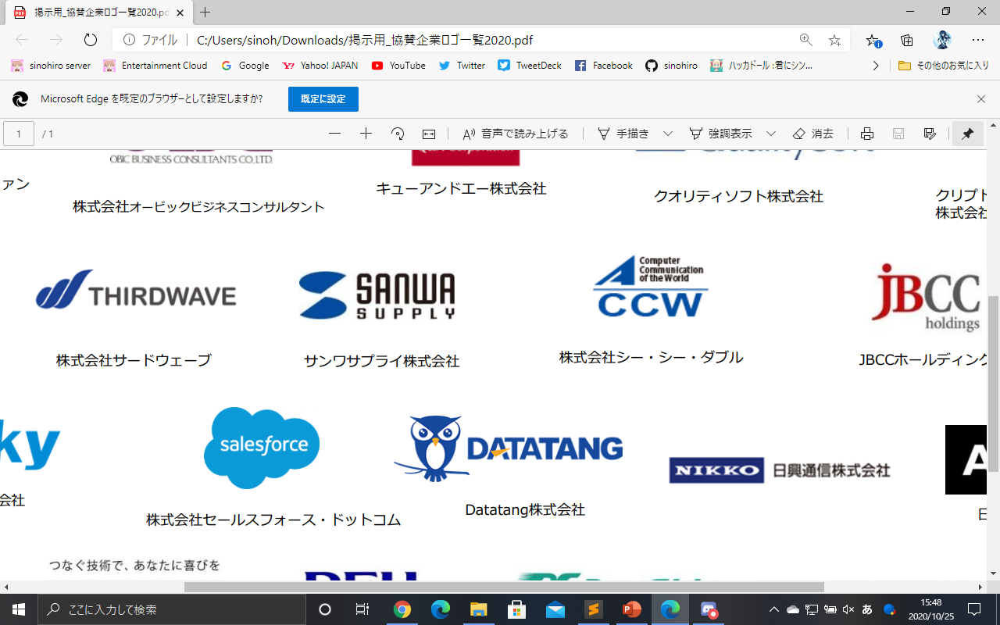 掲示用_協賛企業ロゴ一覧2020.pd
ファイル C:/Users/sinoh/Downloads/掲示用_協賛企業ロゴ一覧2020.pdf
sinohiro server Entertainment Cloud Google Yahoo! JAPAN YouTube Twitter TweetDeck Facebook sinohiro ハッカドール :君にシン... その他のお気に入り
Microsoft Edge を既定のブラウザーとして設定しますか? 既定に設定
1 / 1 音声で読み上げる 手描き 強調表示 消去
OBIC BUSINESS CONSULTANTS CO.LTD.
ァン
キューアンドエー株式会社
クオリティソフト株式会社
クリプト
株式会社オービックビジネスコンサルタント
株式会社
THIRDWAVE
SANWA
SUPPLY
Computer
Communication
of the World
CCW
JBCC
holdings
株式会社サードウェーブ
サンワサプライ株式会社
株式会社シー・シー・ダブル
JBCCホールディング
ky
salesforce
DATATANG
NIKKO 日興通信株式会社
A
会社
株式会社セールスフォース・ドットコム
Datatang株式会社
日
つなぐ技術で、あなたに喜びを
ここに入力して検索
あ
15:48
2020/10/25